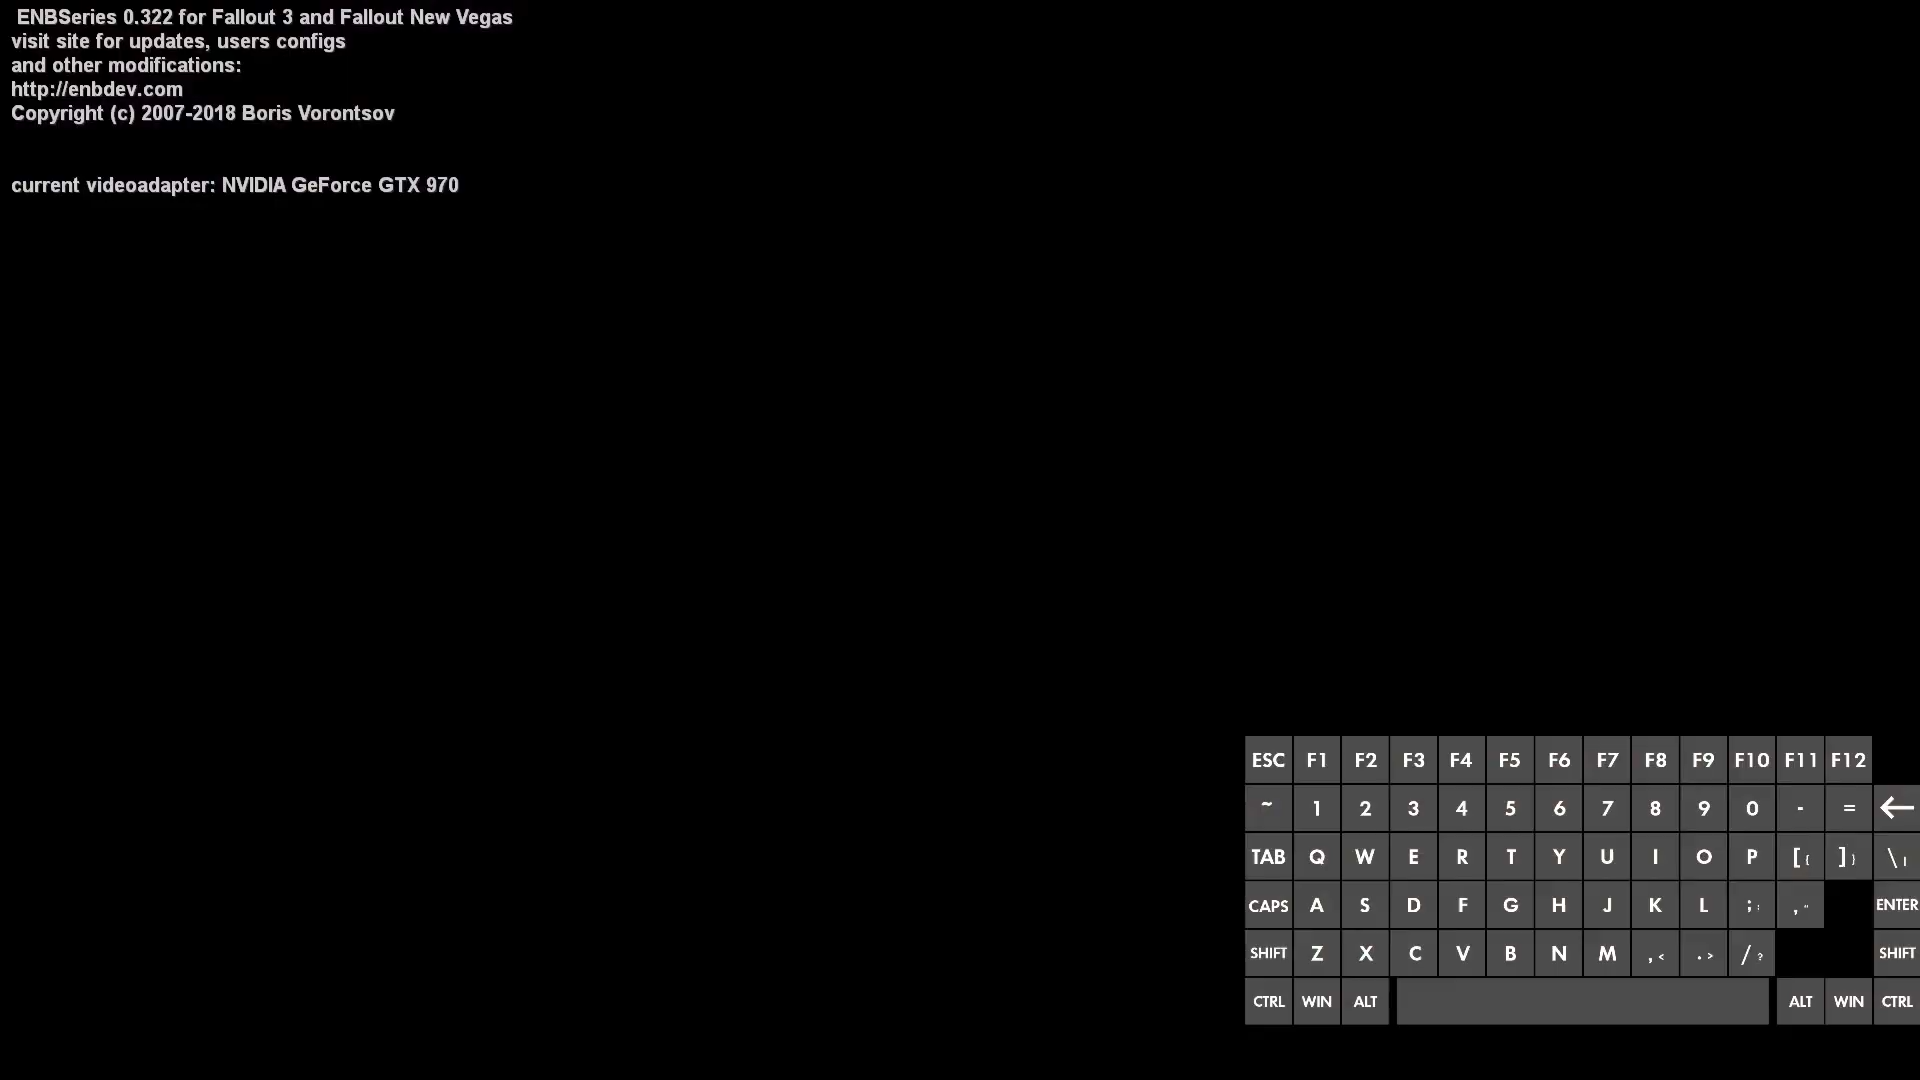 ENBSeries 0.322 for Fallout 3 and Fallout New Vegas
visit site for updates, users configs
and other modifications:
http://enbdev.com
Copyright (c) 2007-2018 Boris Vorontsov
current videoadapter: NVIDIA GeForce GTX 970
ESC F1 F2 F3 F4 F5 F6 F7 F8 F9 F10 F11 F12
~ 1 2 3 4 5 6 7 8 9 0 - = ←
TAB Q W E R T Y U I O P [ { ] } \ |
CAPS A S D F G H J K L ; : , " ENTER
SHIFT Z X C V B N M , < . > / ? SHIFT
CTRL WIN ALT ALT WIN CTRL